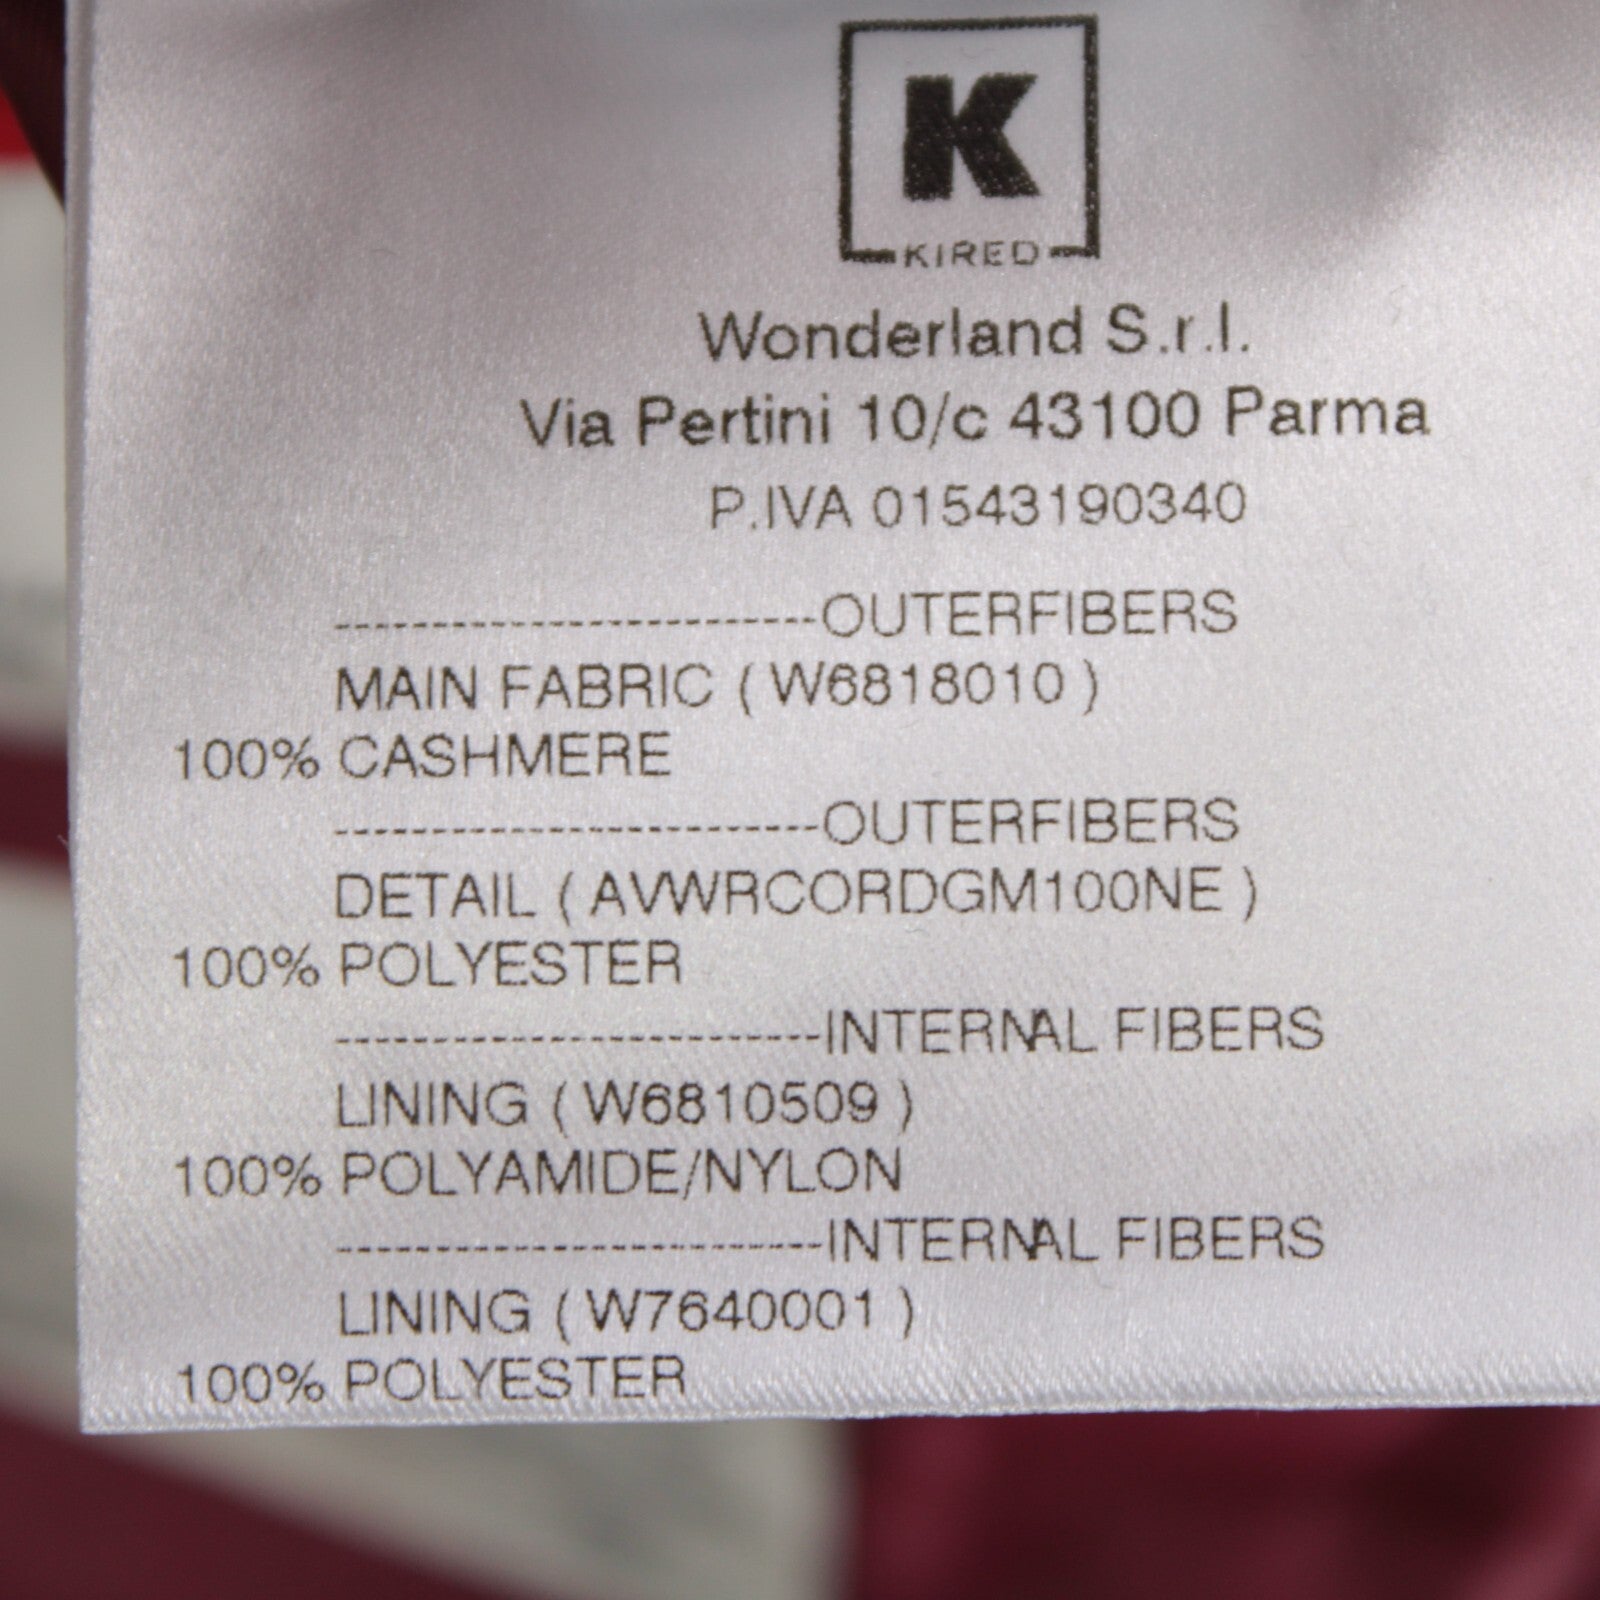 K
KIRED
Wonderland S.r.l.
Via Pertini 10/c 43100 Parma
P.IVA 01543190340
-------------------------OUTERFIBERS
MAIN FABRIC ( W6818010 )
100% CASHMERE
-------------------------OUTERFIBERS
DETAIL ( AVWRCORDGM100NE )
100% POLYESTER
-------------------------INTERNAL FIBERS
LINING ( W6810509 )
100% POLYAMIDE/NYLON
-------------------------INTERNAL FIBERS
LINING ( W7640001 )
100% POLYESTER